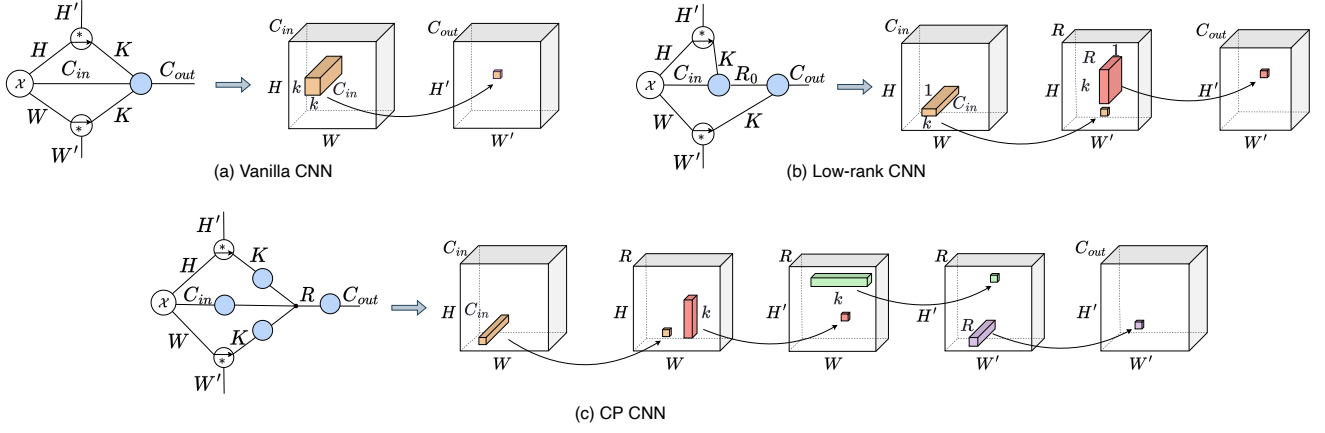 H′
*
H
K
𝒳
C_in
C_out
W
K
*
W′
C_in
H
k
k
C_in
W
C_out
H′
W′
(a) Vanilla CNN
H′
*
H
K
𝒳
C_in
R_0
C_out
W
K
*
W′
C_in
H
1
C_in
k
W
R
H
1
R
k
W′
C_out
H′
W′
(b) Low-rank CNN
H′
*
H
K
𝒳
C_in
R
C_out
W
K
*
W′
C_in
H
C_in
W
R
H
k
W
R
H′
k
W
R
H′
R
W′
C_out
H′
W′
(c) CP CNN